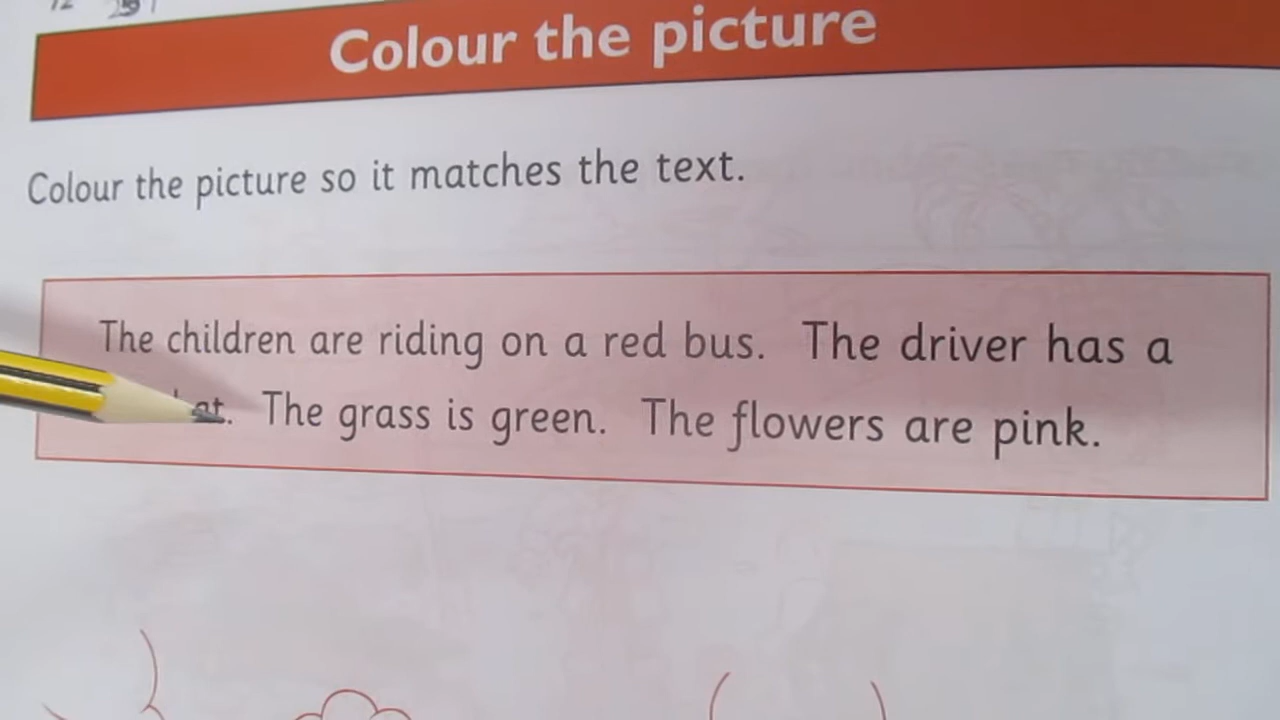 Colour the picture
Colour the picture so it matches the text.
The children are riding on a red bus. The driver has a
The grass is green. The flowers are pink.